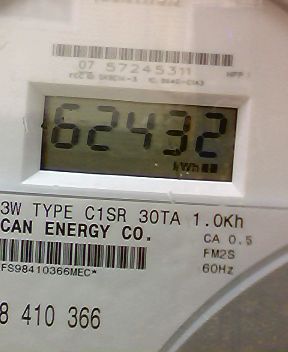 07 57245311
62432
kWh
3W TYPE C1SR 30TA 1.0Kh
CAN ENERGY CO.
CA 0.5
FM2S
60Hz
FS98410366MEC*
8 410 366